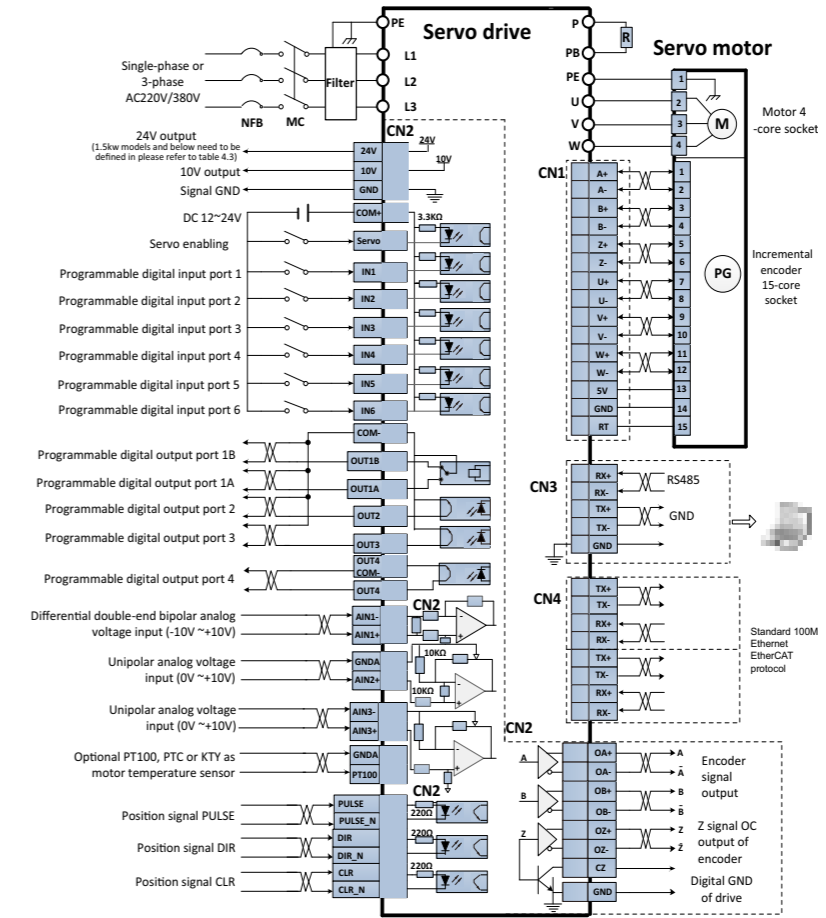 Servo drive
Servo motor
PE
L1
L2
L3
Single-phase or
3-phase
AC220V/380V
Filter
NFB
MC
P
PB
R
PE
U
V
W
1
2
3
4
M
Motor 4
-core socket
CN2
24V output
(1.5kw models and below need to be
defined in please refer to table 4.3)
10V output
Signal GND
24V
10V
GND
24V
10V
DC 12~24V
COM+
3.3KΩ
Servo enabling
Servo
Programmable digital input port 1
IN1
Programmable digital input port 2
IN2
Programmable digital input port 3
IN3
Programmable digital input port 4
IN4
Programmable digital input port 5
IN5
Programmable digital input port 6
IN6
COM-
Programmable digital output port 1B
OUT1B
Programmable digital output port 1A
OUT1A
Programmable digital output port 2
OUT2
Programmable digital output port 3
OUT3
OUT4
COM-
Programmable digital output port 4
OUT4
CN2
Differential double-end bipolar analog
voltage input (-10V ~+10V)
AIN1-
AIN1+
-
+
Unipolar analog voltage
input (0V ~+10V)
GNDA
AIN2+
10KΩ
10KΩ
-
+
Unipolar analog voltage
input (0V ~+10V)
AIN3-
AIN3+
-
+
Optional PT100, PTC or KTY as
motor temperature sensor
GNDA
PT100
CN2
Position signal PULSE
PULSE
PULSE_N
220Ω
Position signal DIR
DIR
DIR_N
220Ω
Position signal CLR
CLR
CLR_N
220Ω
CN1
A+
A-
B+
B-
Z+
Z-
U+
U-
V+
V-
W+
W-
5V
GND
RT
1
2
3
4
5
6
7
8
9
10
11
12
13
14
15
PG
Incremental
encoder
15-core
socket
CN3
RX+
RX-
TX+
TX-
GND
RS485
GND
CN4
TX+
TX-
RX+
RX-
TX+
TX-
RX+
RX-
Standard 100M
Ethernet
EtherCAT
protocol
CN2
A
B
Z
OA+
OA-
OB+
OB-
OZ+
OZ-
CZ
GND
A
Ā
B
B̄
Z
Z̄
Encoder
signal
output
Z signal OC
output of
encoder
Digital GND
of drive